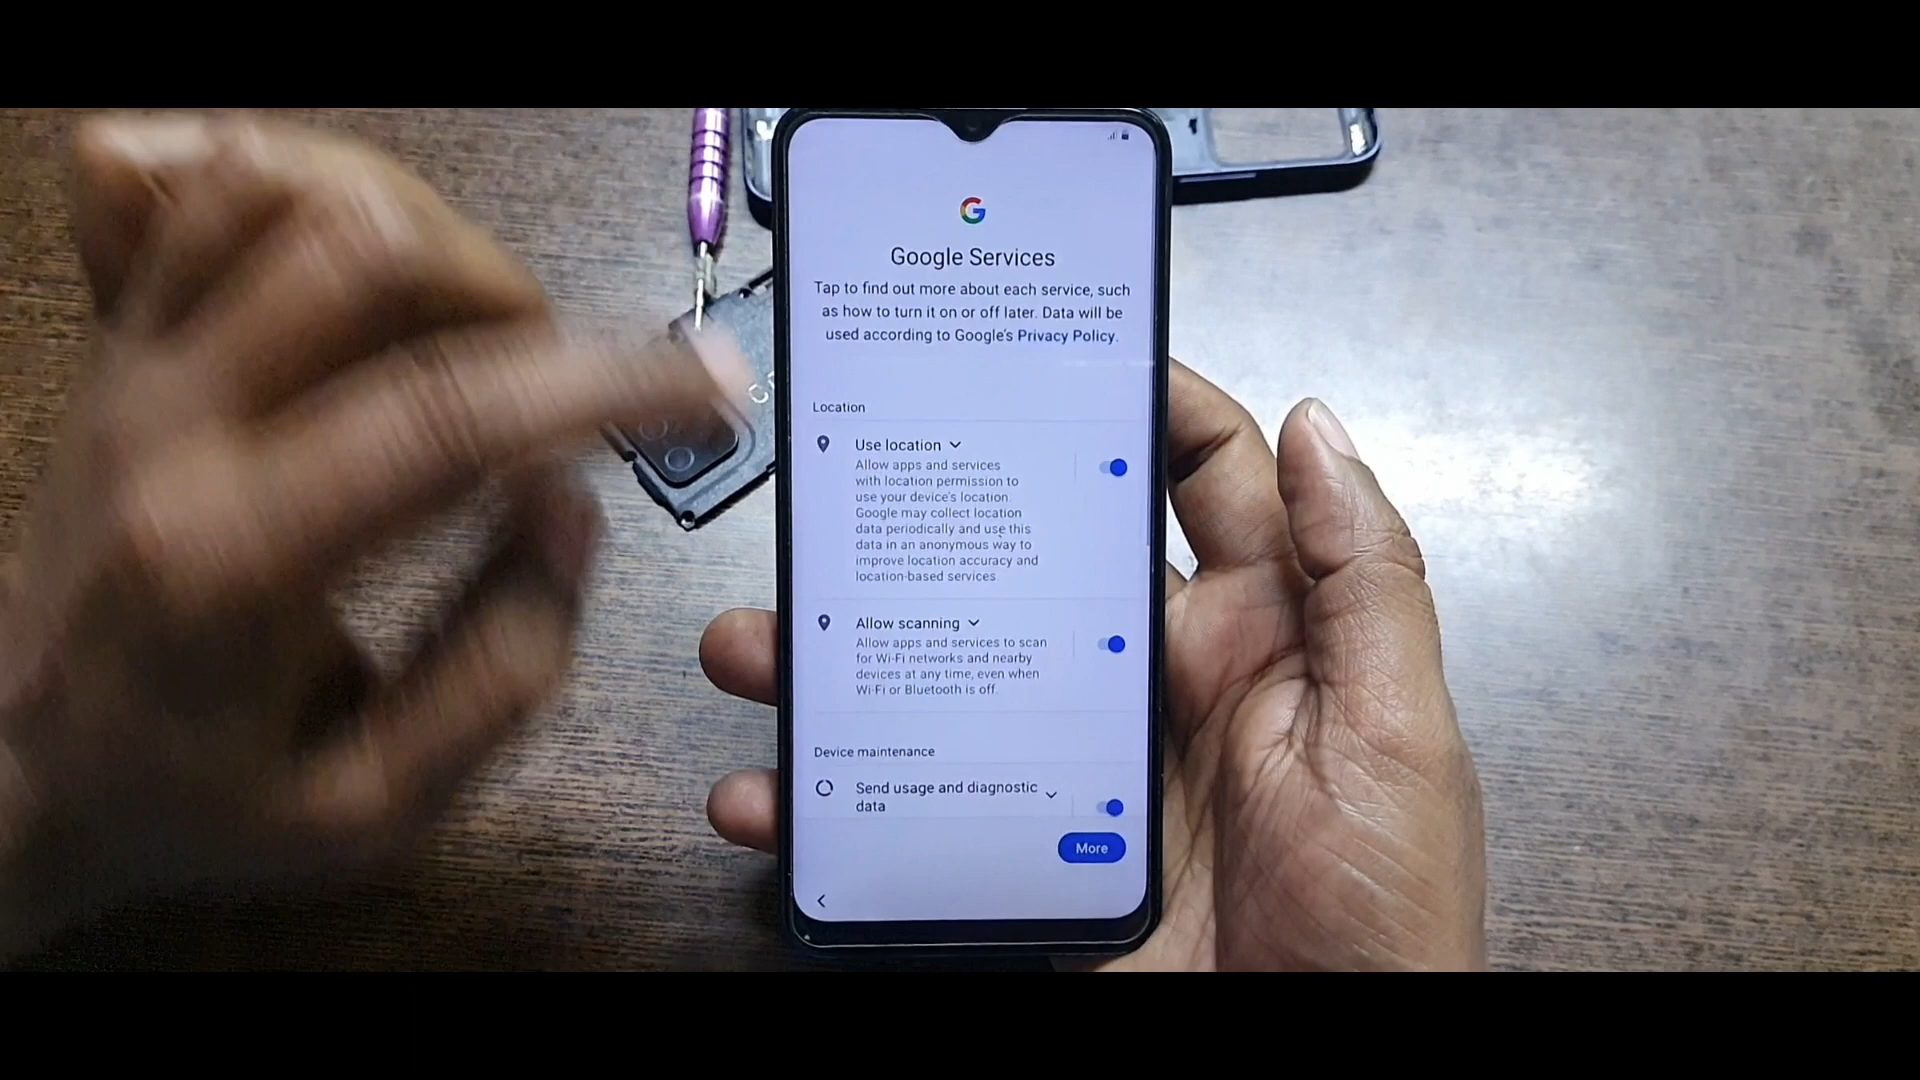 Google Services
Tap to find out more about each service, such
as how to turn it on or off later. Data will be
used according to Google's Privacy Policy.
Location
Use location
Allow apps and services
with location permission to
use your device's location.
Google may collect location
data periodically and use this
data in an anonymous way to
improve location accuracy and
location-based services
Allow scanning
Allow apps and services to scan
for Wi-Fi networks and nearby
devices at any time, even when
Wi-Fi or Bluetooth is off.
Device maintenance
Send usage and diagnostic
data
More